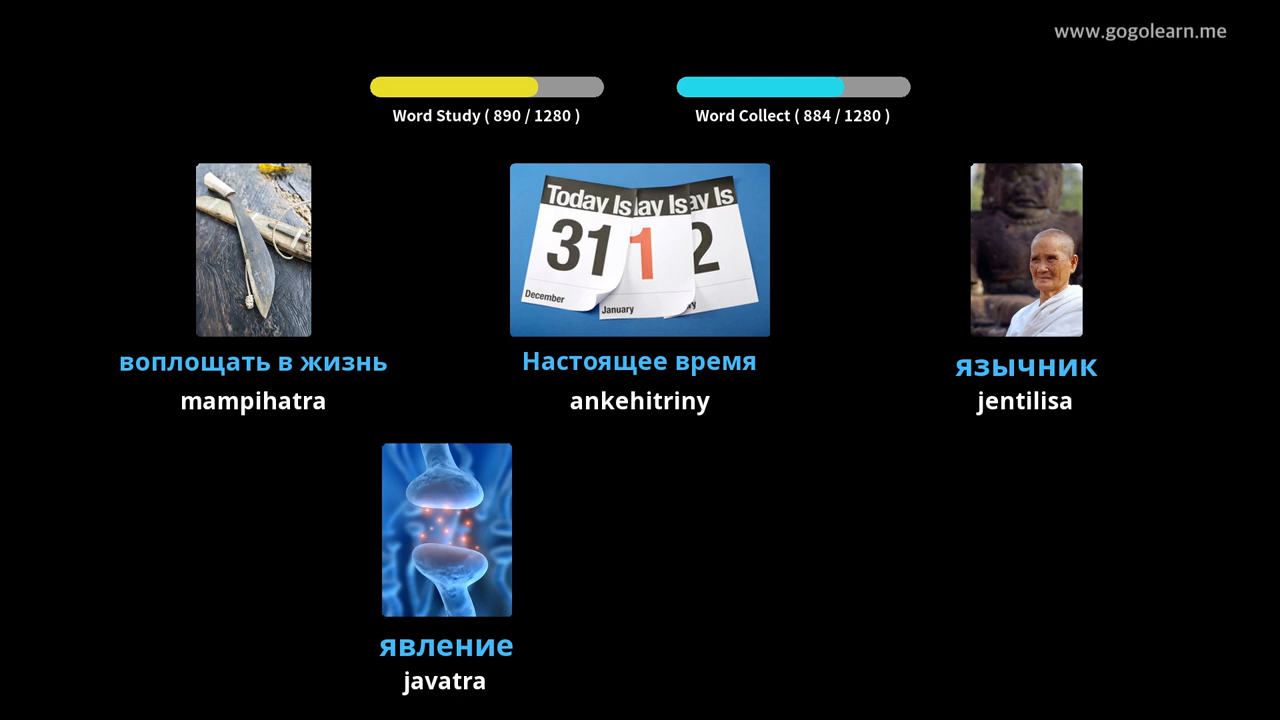 www.gogolearn.me
Word Study ( 890 / 1280 )
Word Collect ( 884 / 1280 )
Today Is
ay Is
ay Is
31
1
2
December
January
ry
воплощать в жизнь
Настоящее время
язычник
mampihatra
ankehitriny
jentilisa
явление
javatra